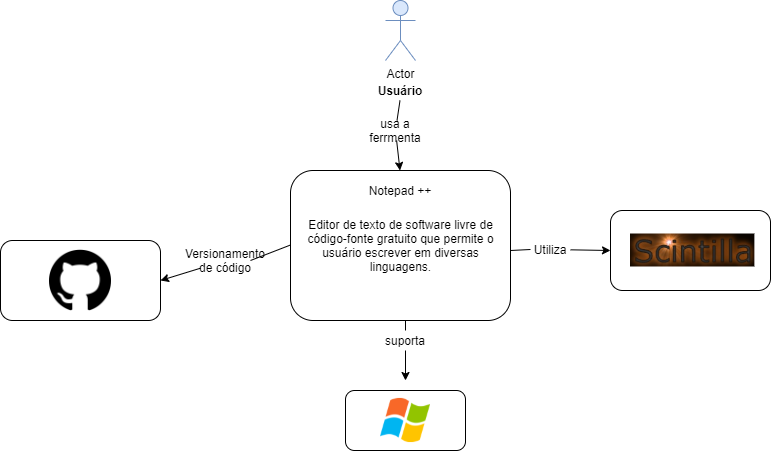 Actor
Usuário
usa a
ferrmenta
Notepad ++
Editor de texto de software livre de
código-fonte gratuito que permite o
usuário escrever em diversas
linguagens.
Versionamento
de código
Utiliza
Scintilla
suporta